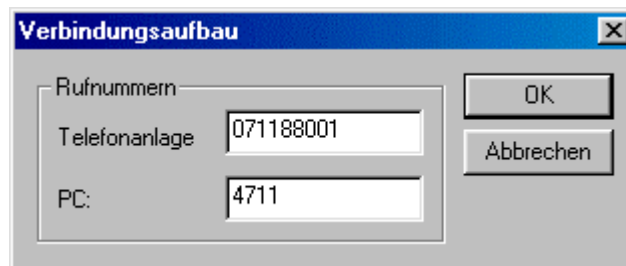 Verbindungsaufbau
Rufnummern
Telefonanlage 071188001
PC: 4711
OK
Abbrechen